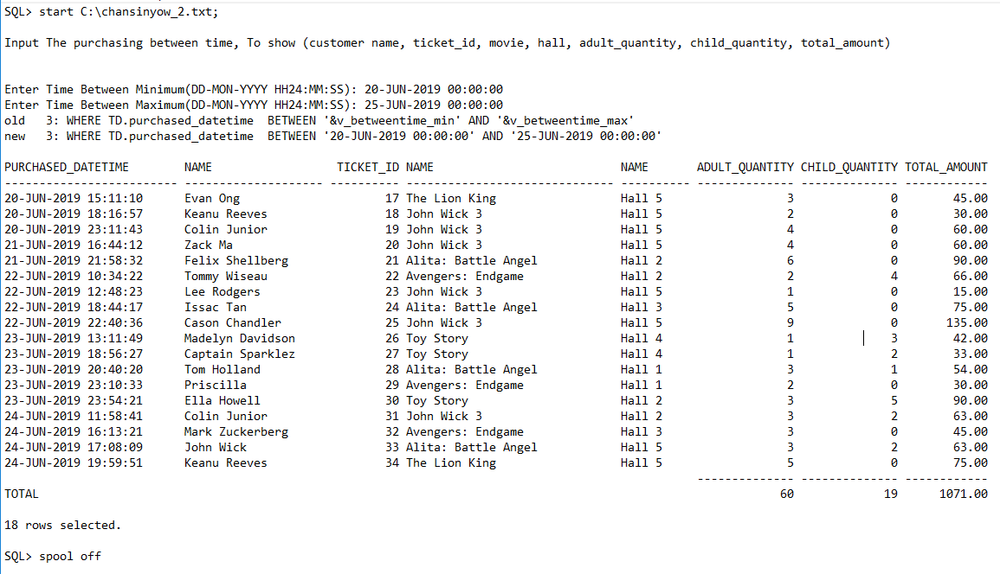 SQL> start C:\chansinyow_2.txt;
Input The purchasing between time, To show (customer name, ticket_id, movie, hall, adult_quantity, child_quantity, total_amount)
Enter Time Between Minimum(DD-MON-YYYY HH24:MM:SS): 20-JUN-2019 00:00:00
Enter Time Between Maximum(DD-MON-YYYY HH24:MM:SS): 25-JUN-2019 00:00:00
old   3: WHERE TD.purchased_datetime  BETWEEN '&v_betweentime_min' AND '&v_betweentime_max'
new   3: WHERE TD.purchased_datetime  BETWEEN '20-JUN-2019 00:00:00' AND '25-JUN-2019 00:00:00'
PURCHASED_DATETIME        NAME                  TICKET_ID NAME                           NAME       ADULT_QUANTITY CHILD_QUANTITY TOTAL_AMOUNT
------------------------- -------------------- ---------- ------------------------------ ---------- -------------- -------------- ------------
20-JUN-2019 15:11:10      Evan Ong                     17 The Lion King                  Hall 5                  3              0        45.00
20-JUN-2019 18:16:57      Keanu Reeves                 18 John Wick 3                    Hall 5                  2              0        30.00
20-JUN-2019 23:11:43      Colin Junior                 19 John Wick 3                    Hall 5                  4              0        60.00
21-JUN-2019 16:44:12      Zack Ma                      20 John Wick 3                    Hall 5                  4              0        60.00
21-JUN-2019 21:58:32      Felix Shellberg              21 Alita: Battle Angel            Hall 2                  6              0        90.00
22-JUN-2019 10:34:22      Tommy Wiseau                 22 Avengers: Endgame              Hall 2                  2              4        66.00
22-JUN-2019 12:48:23      Lee Rodgers                  23 John Wick 3                    Hall 5                  1              0        15.00
22-JUN-2019 18:44:17      Issac Tan                    24 Alita: Battle Angel            Hall 3                  5              0        75.00
22-JUN-2019 22:40:36      Cason Chandler               25 John Wick 3                    Hall 5                  9              0       135.00
23-JUN-2019 13:11:49      Madelyn Davidson             26 Toy Story                      Hall 4                  1              3        42.00
23-JUN-2019 18:56:27      Captain Sparklez             27 Toy Story                      Hall 4                  1              2        33.00
23-JUN-2019 20:40:20      Tom Holland                  28 Alita: Battle Angel            Hall 1                  3              1        54.00
23-JUN-2019 23:10:33      Priscilla                    29 Avengers: Endgame              Hall 1                  2              0        30.00
23-JUN-2019 23:54:21      Ella Howell                  30 Toy Story                      Hall 2                  3              5        90.00
24-JUN-2019 11:58:41      Colin Junior                 31 John Wick 3                    Hall 2                  3              2        63.00
24-JUN-2019 16:13:21      Mark Zuckerberg              32 Avengers: Endgame              Hall 3                  3              0        45.00
24-JUN-2019 17:08:09      John Wick                    33 Alita: Battle Angel            Hall 5                  3              2        63.00
24-JUN-2019 19:59:51      Keanu Reeves                 34 The Lion King                  Hall 5                  5              0        75.00
                                                                                                    -------------- -------------- ------------
TOTAL                                                                                                           60             19      1071.00
18 rows selected.
SQL> spool off